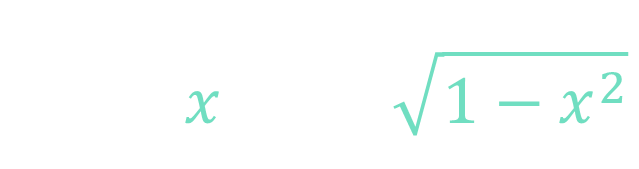 x √(1 − x²)